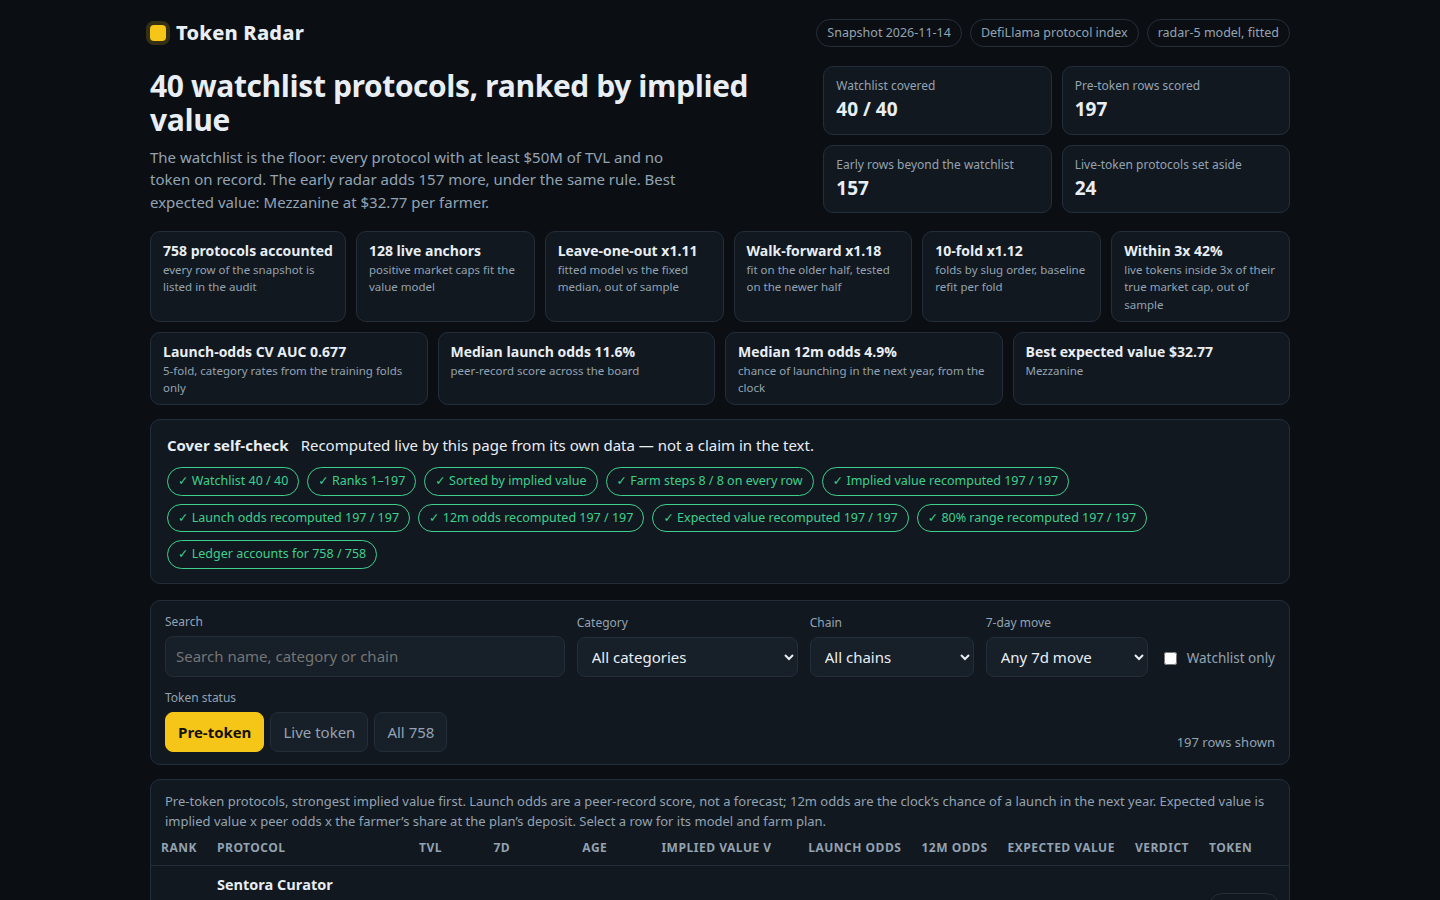 Token Radar
Snapshot 2026-11-14
DefiLlama protocol index
radar-5 model, fitted
40 watchlist protocols, ranked by implied
value
The watchlist is the floor: every protocol with at least $50M of TVL and no
token on record. The early radar adds 157 more, under the same rule. Best
expected value: Mezzanine at $32.77 per farmer.
Watchlist covered
40 / 40
Pre-token rows scored
197
Early rows beyond the watchlist
157
Live-token protocols set aside
24
758 protocols accounted
every row of the snapshot is
listed in the audit
128 live anchors
positive market caps fit the
value model
Leave-one-out x1.11
fitted model vs the fixed
median, out of sample
Walk-forward x1.18
fit on the older half, tested
on the newer half
10-fold x1.12
folds by slug order, baseline
refit per fold
Within 3x 42%
live tokens inside 3x of their
true market cap, out of
sample
Launch-odds CV AUC 0.677
5-fold, category rates from the training folds
only
Median launch odds 11.6%
peer-record score across the board
Median 12m odds 4.9%
chance of launching in the next year, from the
clock
Best expected value $32.77
Mezzanine
Cover self-check Recomputed live by this page from its own data — not a claim in the text.
✓ Watchlist 40 / 40
✓ Ranks 1–197
✓ Sorted by implied value
✓ Farm steps 8 / 8 on every row
✓ Implied value recomputed 197 / 197
✓ Launch odds recomputed 197 / 197
✓ 12m odds recomputed 197 / 197
✓ Expected value recomputed 197 / 197
✓ 80% range recomputed 197 / 197
✓ Ledger accounts for 758 / 758
Search
Search name, category or chain
Category
All categories
Chain
All chains
7-day move
Any 7d move
Watchlist only
Token status
Pre-token
Live token
All 758
197 rows shown
Pre-token protocols, strongest implied value first. Launch odds are a peer-record score, not a forecast; 12m odds are the clock's chance of a launch in the next year. Expected value is
implied value x peer odds x the farmer's share at the plan's deposit. Select a row for its model and farm plan.
RANK PROTOCOL TVL 7D AGE IMPLIED VALUE V LAUNCH ODDS 12M ODDS EXPECTED VALUE VERDICT TOKEN
Sentora Curator